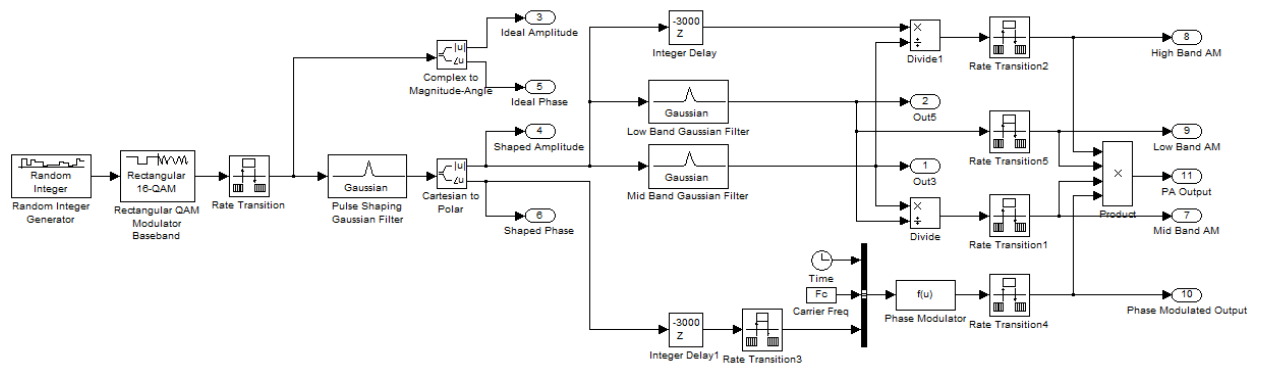 3
Ideal Amplitude
|u|
∠u
Complex to
Magnitude-Angle
5
Ideal Phase
4
Shaped Amplitude
Random
Integer
Random Integer
Generator
Rectangular
16-QAM
Rectangular QAM
Modulator
Baseband
Rate Transition
Gaussian
Pulse Shaping
Gaussian Filter
|u|
∠u
Cartesian to
Polar
6
Shaped Phase
-3000
Z
Integer Delay
Gaussian
Low Band Gaussian Filter
Gaussian
Mid Band Gaussian Filter
-3000
Z
Integer Delay1
Rate Transition3
Time
Fc
Carrier Freq
f(u)
Phase Modulator
×
÷
Divide1
2
Out5
1
Out3
×
÷
Divide
Rate Transition2
Rate Transition5
Rate Transition1
Rate Transition4
×
Product
8
High Band AM
9
Low Band AM
11
PA Output
7
Mid Band AM
10
Phase Modulated Output